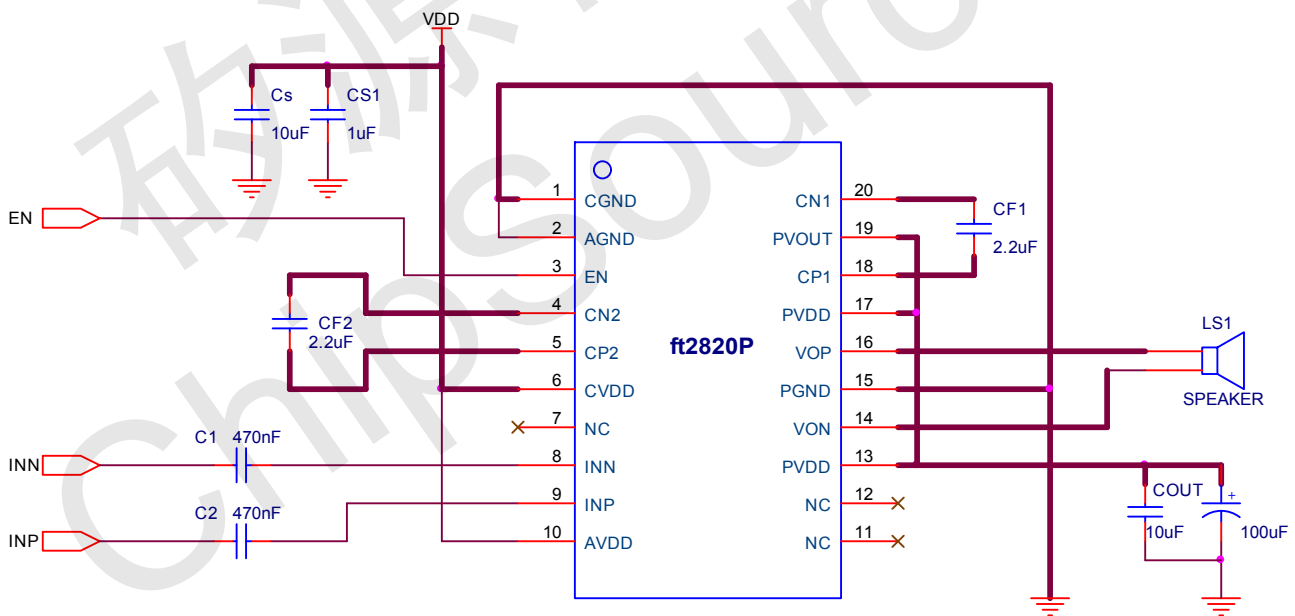 VDD
Cs
10uF
CS1
1uF
EN
CF2
2.2uF
C1 470nF
INN
C2 470nF
INP
1 CGND
2 AGND
3 EN
4 CN2
5 CP2
6 CVDD
7 NC
8 INN
9 INP
10 AVDD
ft2820P
CN1 20
PVOUT 19
CP1 18
PVDD 17
VOP 16
PGND 15
VON 14
PVDD 13
NC 12
NC 11
CF1
2.2uF
LS1
SPEAKER
COUT
10uF
+
100uF
矽源
ChipSourc